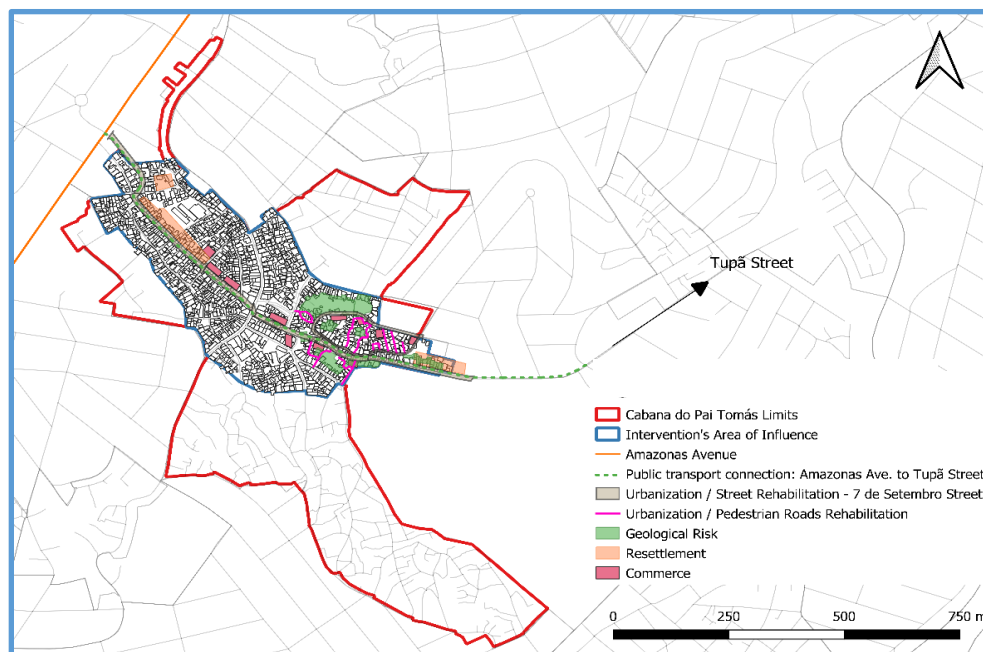 Tupã Street
Cabana do Pai Tomás Limits
Intervention's Area of Influence
Amazonas Avenue
Public transport connection: Amazonas Ave. to Tupã Street
Urbanization / Street Rehabilitation - 7 de Setembro Street
Urbanization / Pedestrian Roads Rehabilitation
Geological Risk
Resettlement
Commerce
0 250 500 750 m